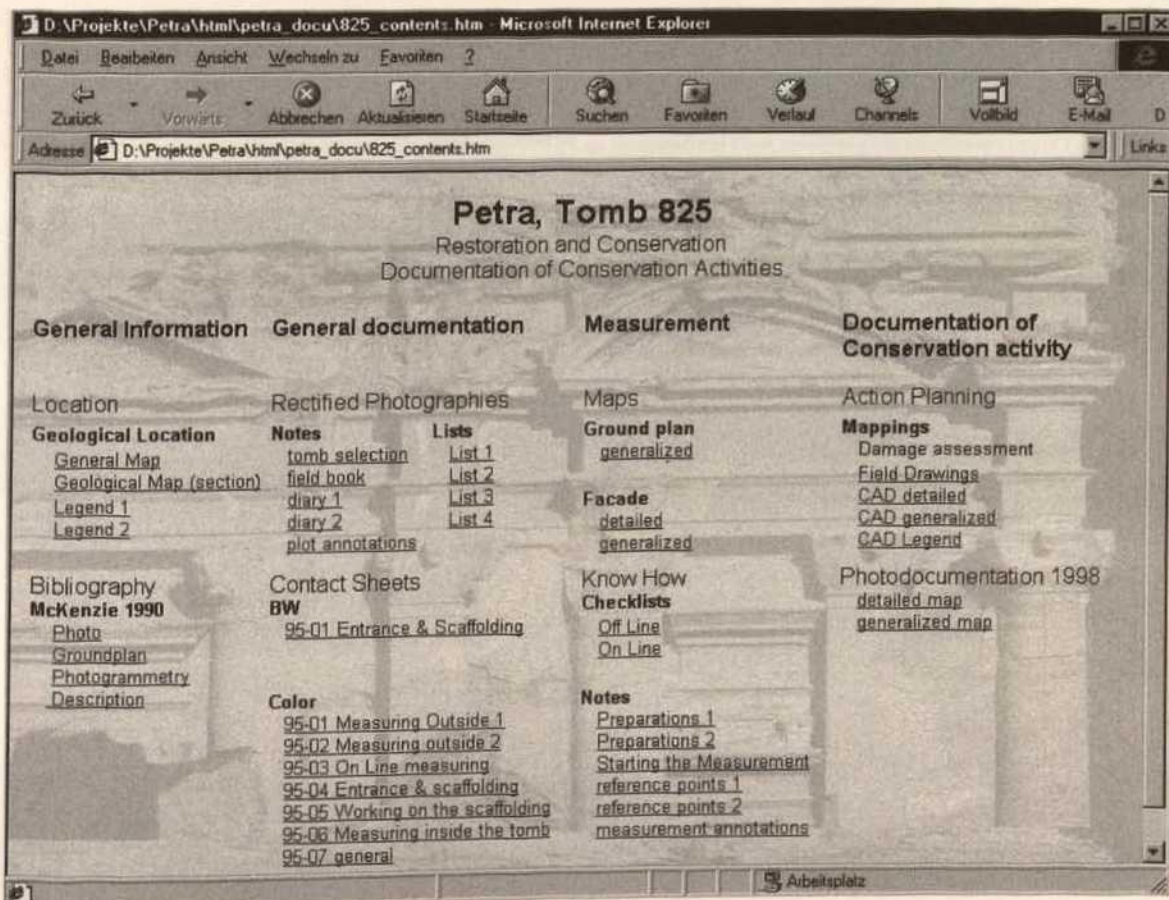 D:\Projekte\Petra\html\petra_docu\825_contents.htm - Microsoft Internet Explorer
Datei Bearbeiten Ansicht Wechseln zu Favoriten ?
Zurück Vorwärts Abbrechen Aktualisieren Startseite Suchen Favoriten Verlauf Channels Vollbild E-Mail D
Adresse D:\Projekte\Petra\html\petra_docu\825_contents.htm Links
Petra, Tomb 825
Restoration and Conservation
Documentation of Conservation Activities
General Information
Location
Geological Location
General Map
Geological Map (section)
Legend 1
Legend 2
Bibliography
McKenzie 1990
Photo
Groundplan
Photogrammetry
Description
General documentation
Rectified Photographies
Notes
tomb selection
field book
diary 1
diary 2
plot annotations
Lists
List 1
List 2
List 3
List 4
Contact Sheets
BW
95-01 Entrance & Scaffolding
Color
95-01 Measuring Outside 1
95-02 Measuring outside 2
95-03 On Line measuring
95-04 Entrance & scaffolding
95-05 Working on the scaffolding
95-06 Measuring inside the tomb
95-07 general
Measurement
Maps
Ground plan
generalized
Facade
detailed
generalized
Know How
Checklists
Off Line
On Line
Notes
Preparations 1
Preparations 2
Starting the Measurement
reference points 1
reference points 2
measurement annotations
Documentation of
Conservation activity
Action Planning
Mappings
Damage assessment
Field Drawings
CAD detailed
CAD generalized
CAD Legend
Photodocumentation 1998
detailed map
generalized map
Arbeitsplatz